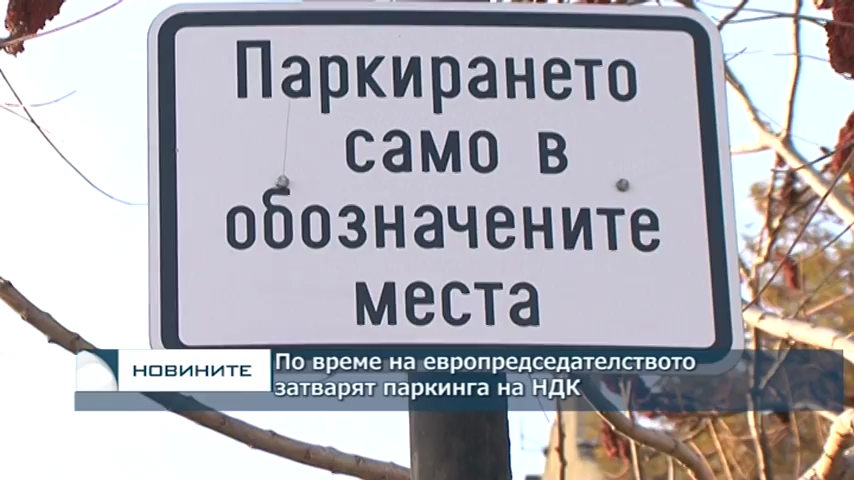 Паркирането
само в
обозначените
места
НОВИНИТЕ
По време на европредседателството
затварят паркинга на НДК